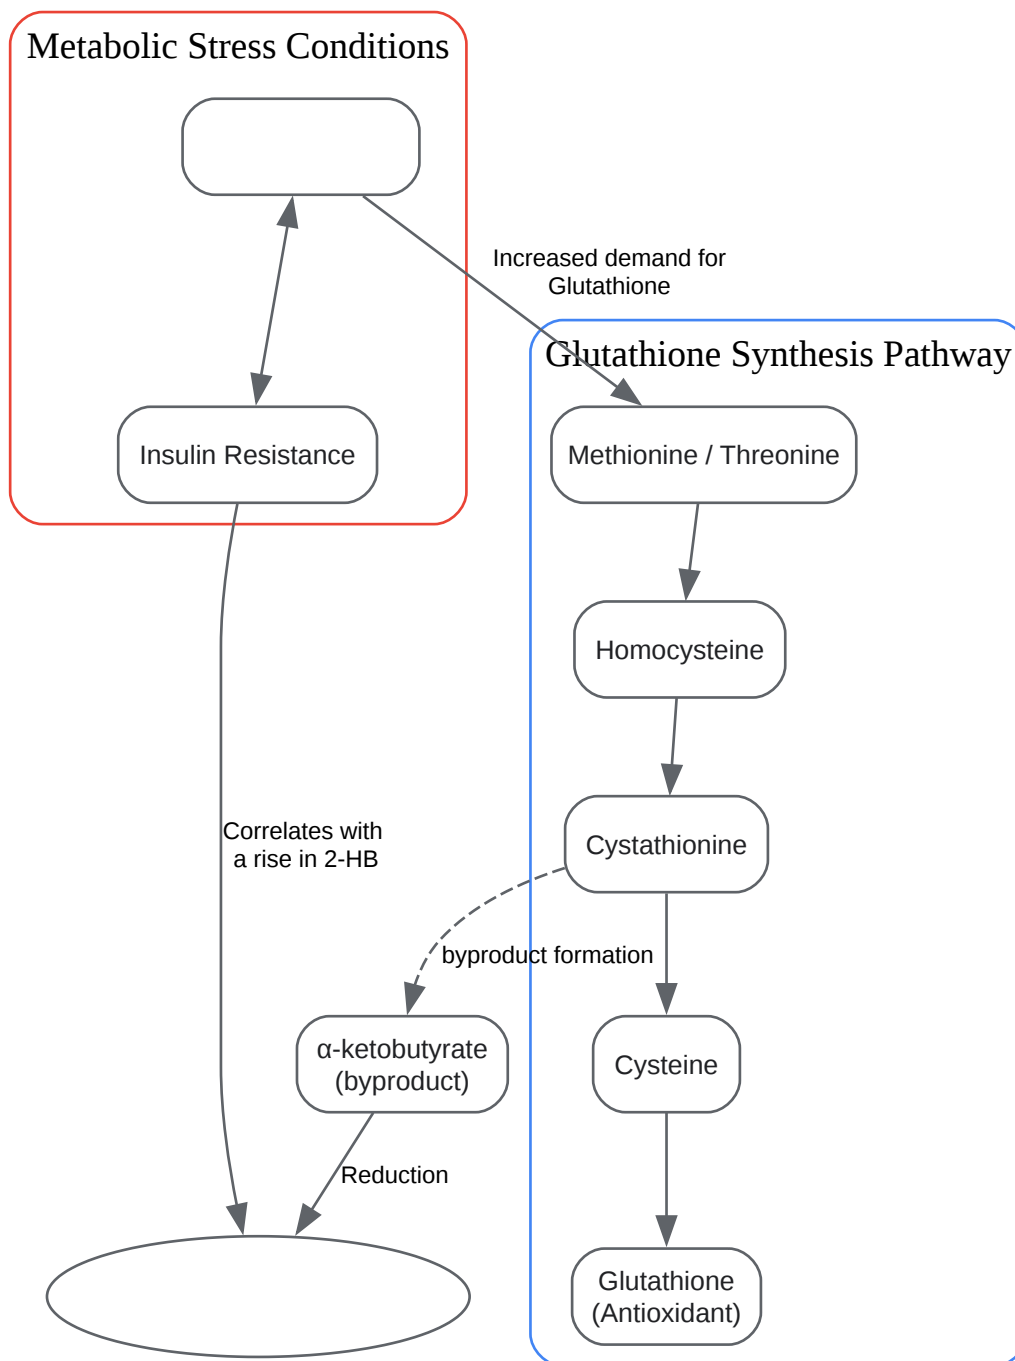 Metabolic Stress Conditions
Increased demand for
Glutathione
Glutathione Synthesis Pathway
Insulin Resistance
Methionine / Threonine
Homocysteine
Correlates with
a rise in 2-HB
Cystathionine
byproduct formation
α-ketobutyrate
(byproduct)
Cysteine
Reduction
Glutathione
(Antioxidant)